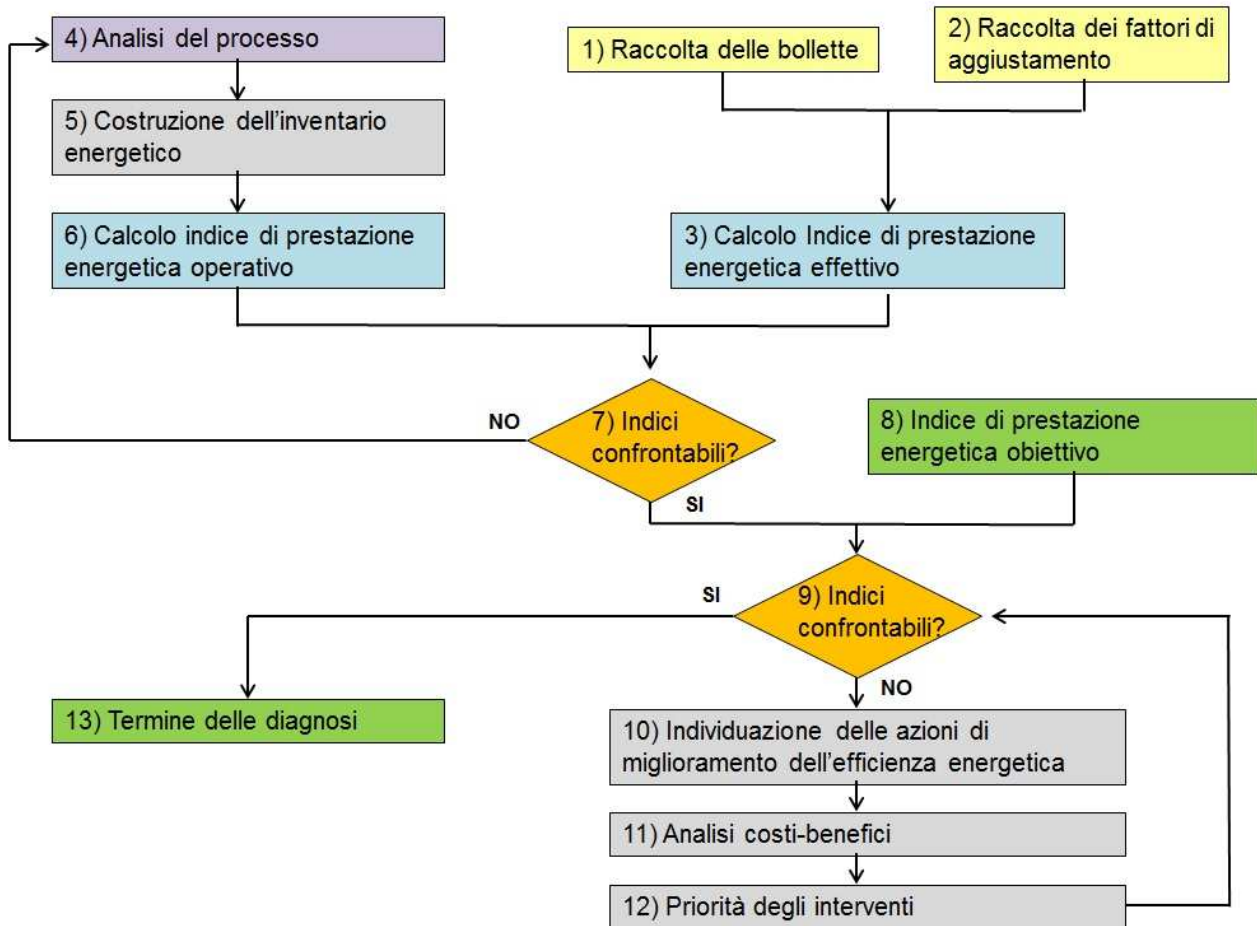 4) Analisi del processo
1) Raccolta delle bollette
2) Raccolta dei fattori di
aggiustamento
5) Costruzione dell'inventario
energetico
6) Calcolo indice di prestazione
energetica operativo
3) Calcolo Indice di prestazione
energetica effettivo
NO
7) Indici
confrontabili?
8) Indice di prestazione
energetica obiettivo
SI
SI
9) Indici
confrontabili?
NO
13) Termine delle diagnosi
10) Individuazione delle azioni di
miglioramento dell'efficienza energetica
11) Analisi costi-benefici
12) Priorità degli interventi